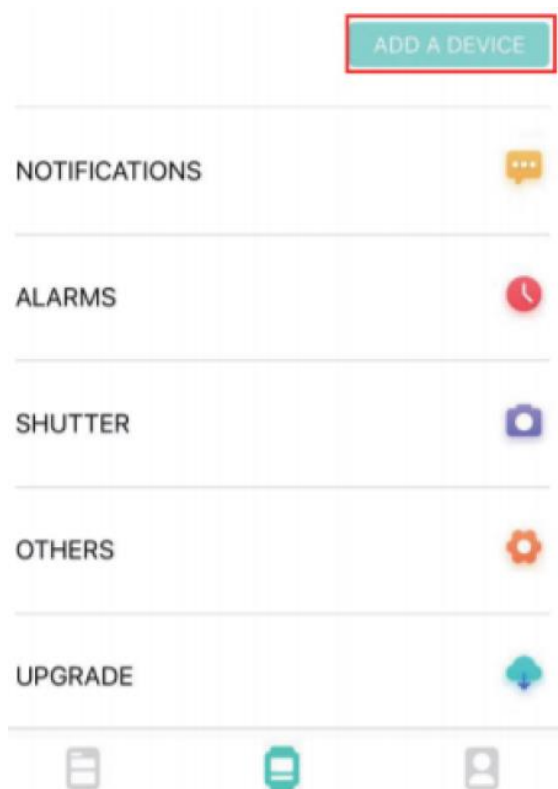 ADD A DEVICE
NOTIFICATIONS
ALARMS
SHUTTER
OTHERS
UPGRADE